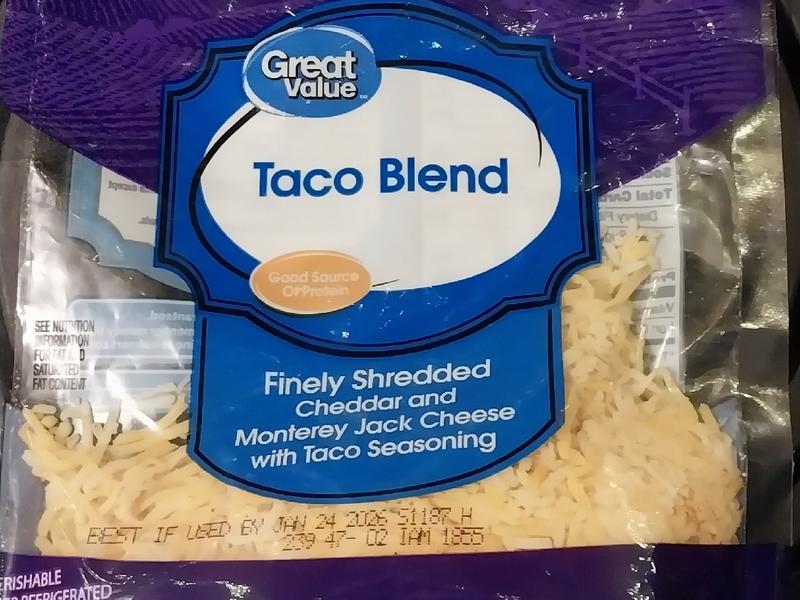 Great
Value
Taco Blend
Good Source
Of Protein
SEE NUTRITION
INFORMATION
FOR FAT AND
SATURATED
FAT CONTENT
Finely Shredded
Cheddar and
Monterey Jack Cheese
with Taco Seasoning
BEST IF USED BY JAN 24 2026 51187 H
239 47- 02 1855
ERISHABLE
REFRIGERATED